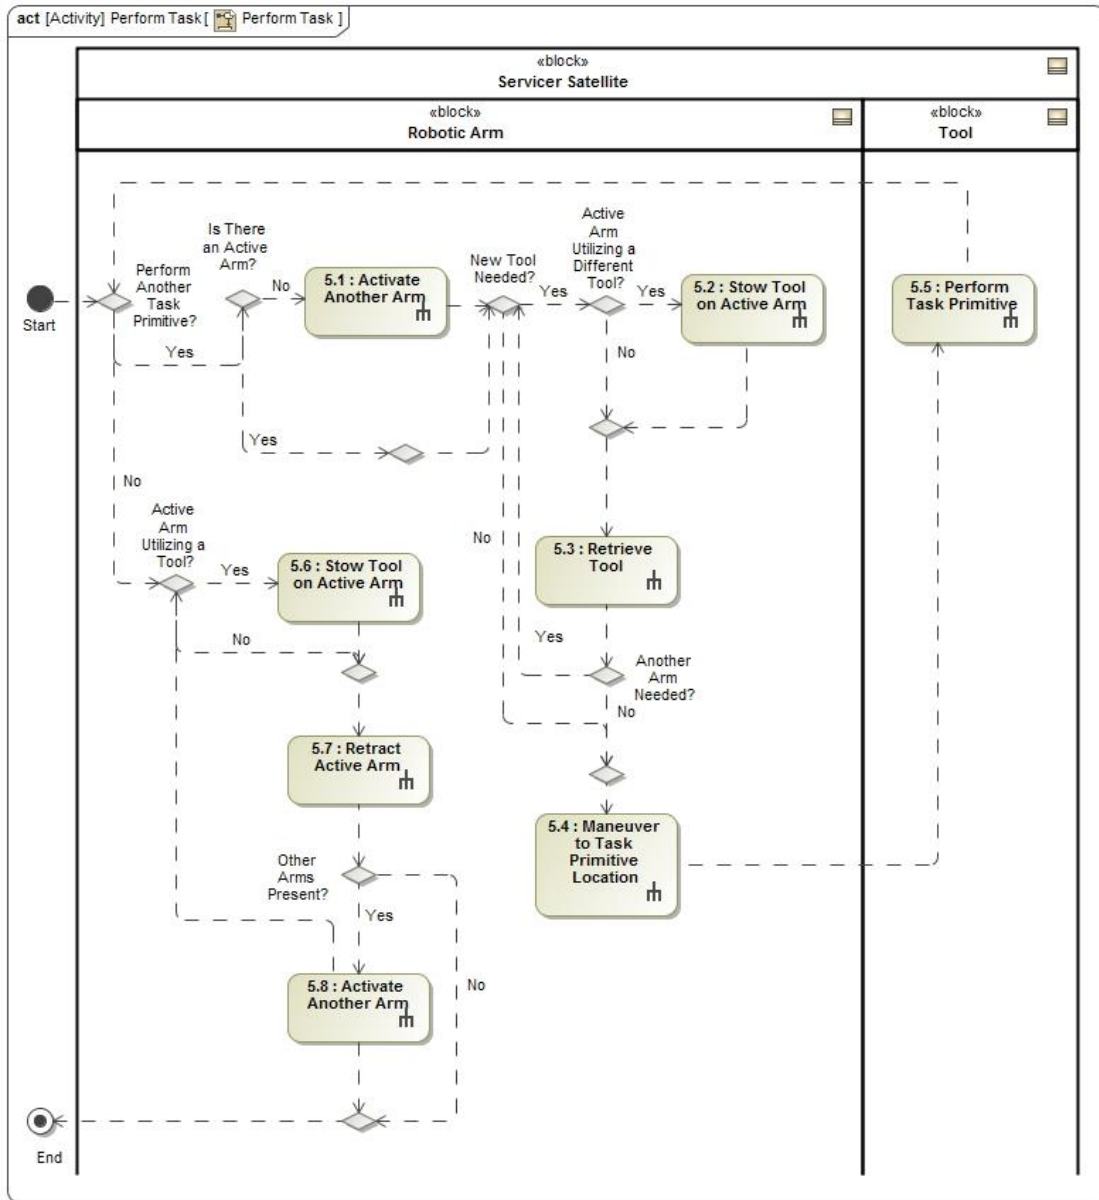 act [Activity] Perform Task [ Perform Task ]
«block»
Servicer Satellite
«block»
Robotic Arm
«block»
Tool
Start
Perform
Another
Task
Primitive?
Is There
an Active
Arm?
No
5.1 : Activate
Another Arm
New Tool
Needed?
Yes
Active
Arm
Utilizing a
Different
Tool?
Yes
5.2 : Stow Tool
on Active Arm
5.5 : Perform
Task Primitive
Yes
No
Yes
No
Active
Arm
Utilizing a
Tool?
Yes
5.6 : Stow Tool
on Active Arm
No
5.3 : Retrieve
Tool
No
Yes
Another
Arm
Needed?
No
5.7 : Retract
Active Arm
5.4 : Maneuver
to Task
Primitive
Location
Other
Arms
Present?
Yes
5.8 : Activate
Another Arm
No
End